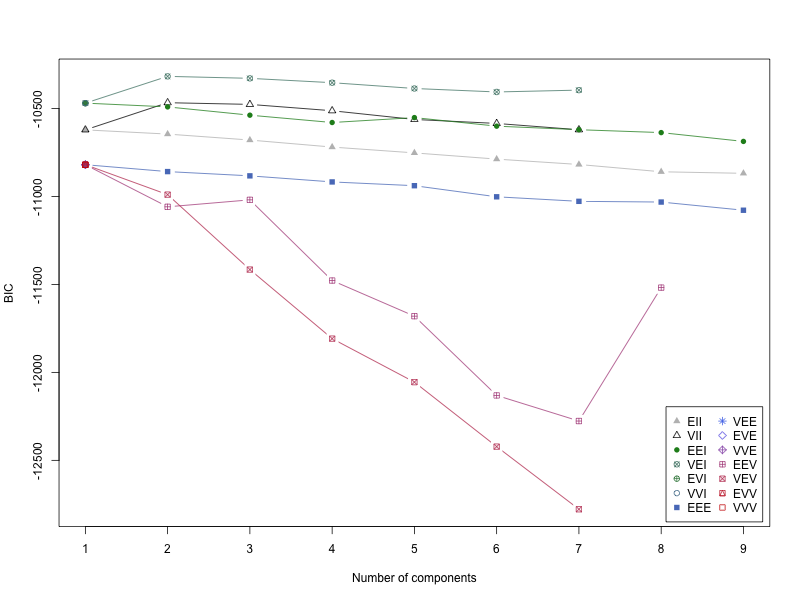 BIC
-10500
-11000
-11500
-12000
-12500
1 2 3 4 5 6 7 8 9
Number of components
EII VEE
VII EVE
EEI VVE
VEI EEV
EVI VEV
VVI EVV
EEE VVV